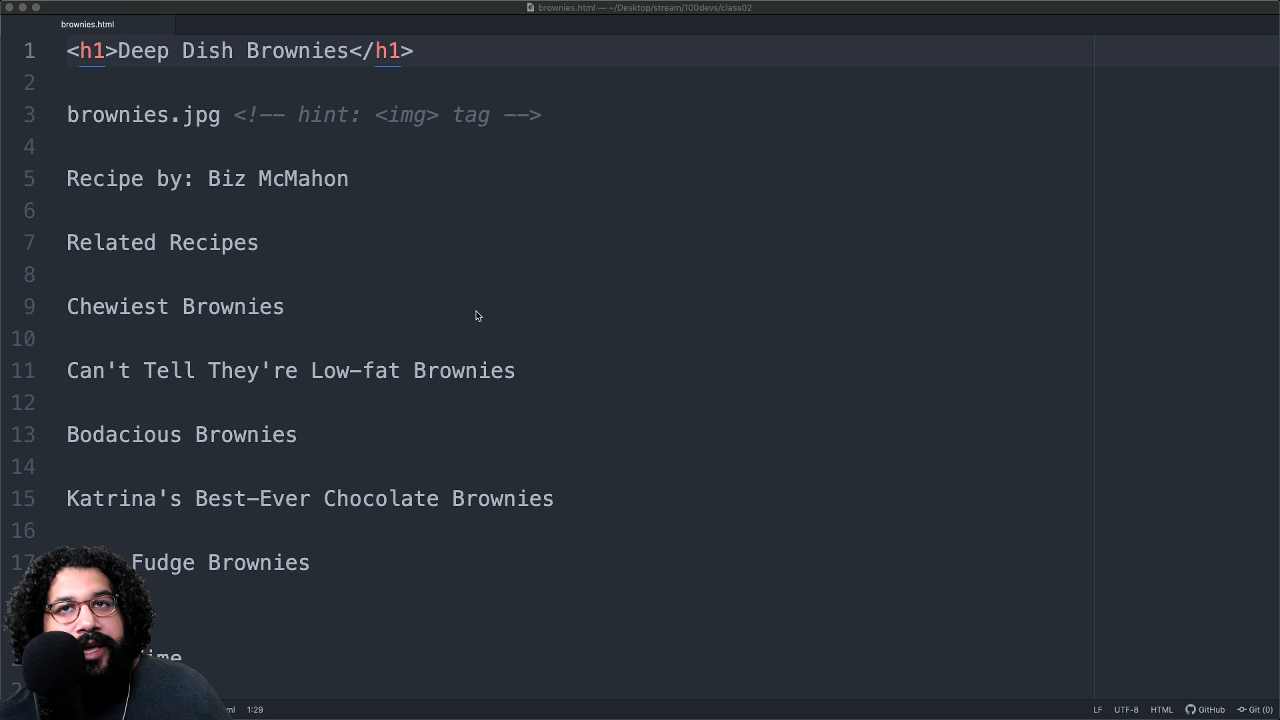 brownies.html — ~/Desktop/stream/100devs/class02
brownies.html
1 <h1>Deep Dish Brownies</h1>
2
3 brownies.jpg <!-- hint: <img> tag -->
4
5 Recipe by: Biz McMahon
6
7 Related Recipes
8
9 Chewiest Brownies
10
11 Can't Tell They're Low-fat Brownies
12
13 Bodacious Brownies
14
15 Katrina's Best-Ever Chocolate Brownies
16
17 Fudge Brownies
1:29 LF UTF-8 HTML GitHub Git (0)